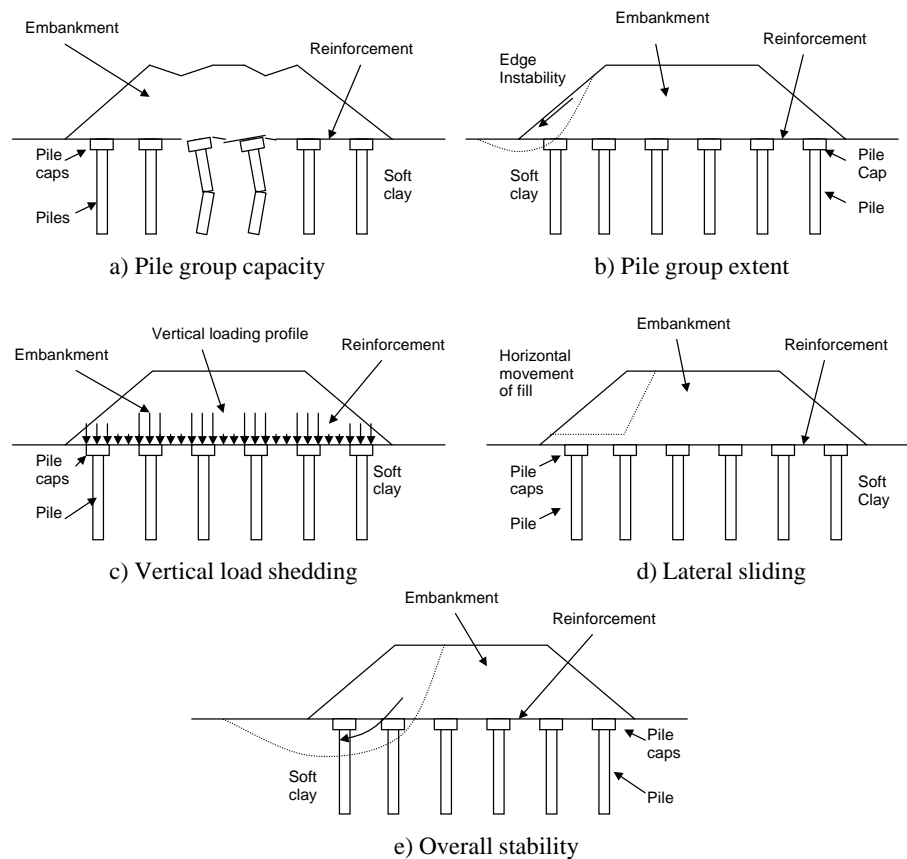 Embankment
Reinforcement
Pile
caps
Piles
Soft
clay
a) Pile group capacity
Embankment
Reinforcement
Edge
Instability
Soft
clay
Pile
Cap
Pile
b) Pile group extent
Vertical loading profile
Embankment
Reinforcement
Pile
caps
Pile
Soft
clay
c) Vertical load shedding
Embankment
Reinforcement
Horizontal
movement
of fill
Pile
caps
Pile
Soft
Clay
d) Lateral sliding
Embankment
Reinforcement
Soft
clay
Pile
caps
Pile
e) Overall stability